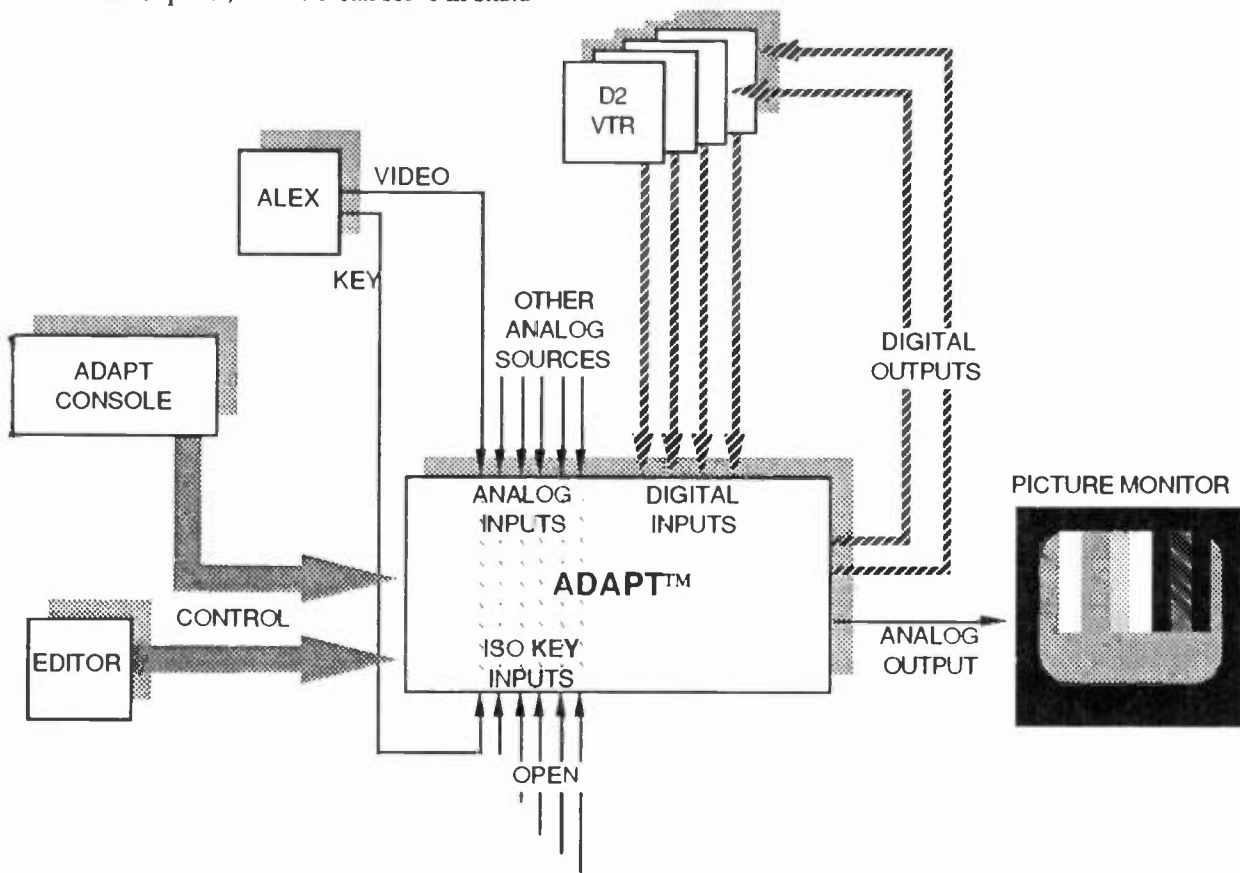 D2
VTR
ALEX
VIDEO
KEY
OTHER
ANALOG
SOURCES
DIGITAL
OUTPUTS
ADAPT
CONSOLE
PICTURE MONITOR
ANALOG
INPUTS
DIGITAL
INPUTS
ADAPT™
CONTROL
EDITOR
ISO KEY
INPUTS
ANALOG
OUTPUT
OPEN